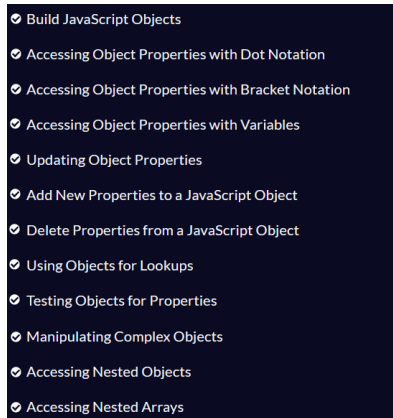 Build JavaScript Objects
Accessing Object Properties with Dot Notation
Accessing Object Properties with Bracket Notation
Accessing Object Properties with Variables
Updating Object Properties
Add New Properties to a JavaScript Object
Delete Properties from a JavaScript Object
Using Objects for Lookups
Testing Objects for Properties
Manipulating Complex Objects
Accessing Nested Objects
Accessing Nested Arrays